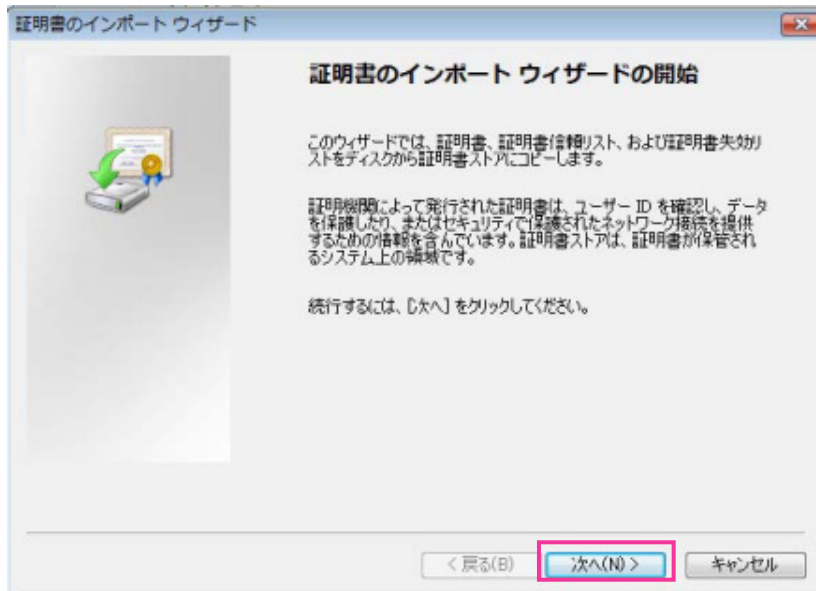 証明書のインポート ウィザード
証明書のインポート ウィザードの開始
このウィザードでは、証明書、証明書信頼リスト、および証明書失効リ
ストをディスクから証明書ストアにコピーします。
証明機関によって発行された証明書は、ユーザー ID を確認し、データ
を保護したり、またはセキュリティで保護されたネットワーク接続を提供
するための情報を含んでいます。証明書ストアは、証明書が保管され
るシステム上の領域です。
続行するには、[次へ] をクリックしてください。
< 戻る(B)
次へ(N) >
キャンセル